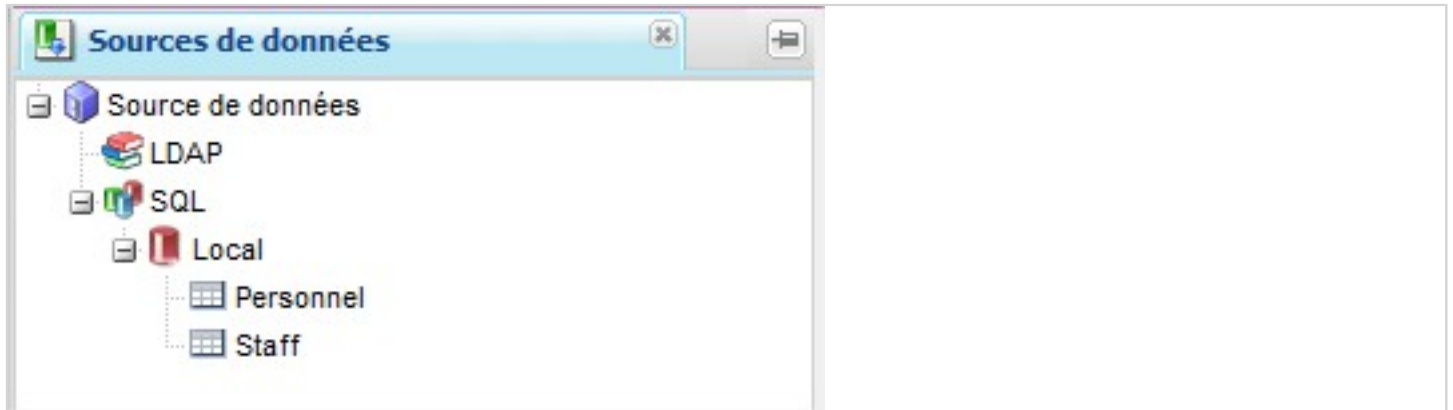 Sources de données
Source de données
LDAP
SQL
Local
Personnel
Staff